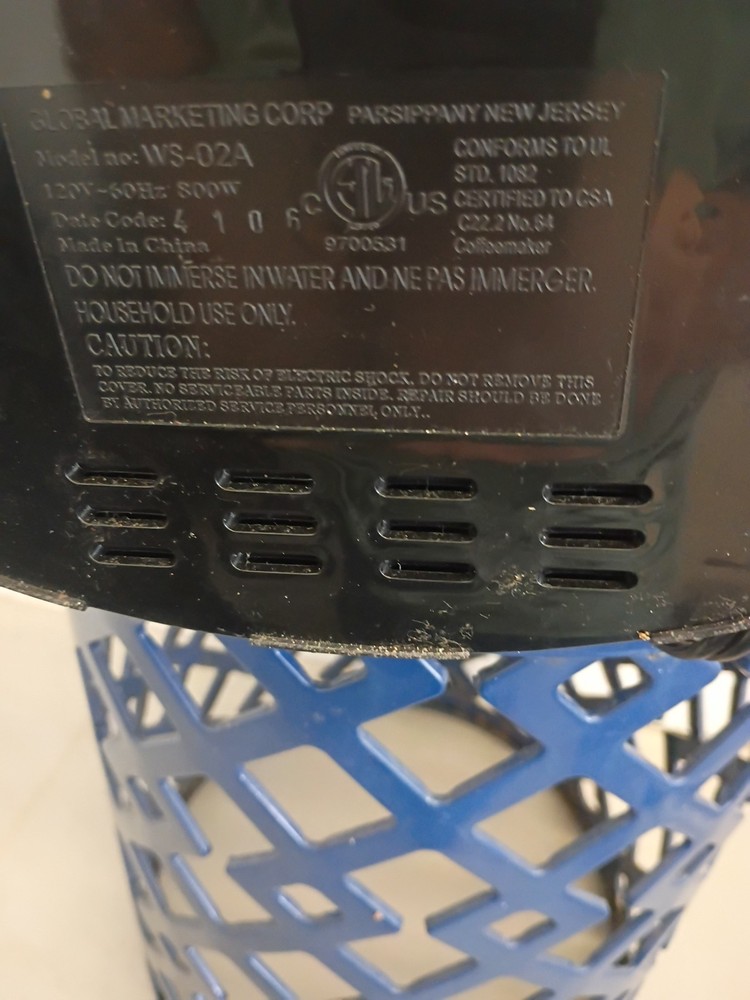 GLOBAL MARKETING CORP PARSIPPANY NEW JERSEY
Model no: WS-02A
120V~60Hz 800W
Date Code: 4 1 0 6
Made in China
C ETL US
9700531
CONFORMS TO UL
STD. 1082
CERTIFIED TO CSA
C22.2 No.64
Coffeemaker
DO NOT IMMERSE IN WATER AND NE PAS IMMERGER.
HOUSEHOLD USE ONLY.
CAUTION:
TO REDUCE THE RISK OF ELECTRIC SHOCK. DO NOT REMOVE THIS
COVER. NO SERVICEABLE PARTS INSIDE. REPAIR SHOULD BE DONE
BY AUTHORIZED SERVICE PERSONNEL ONLY..